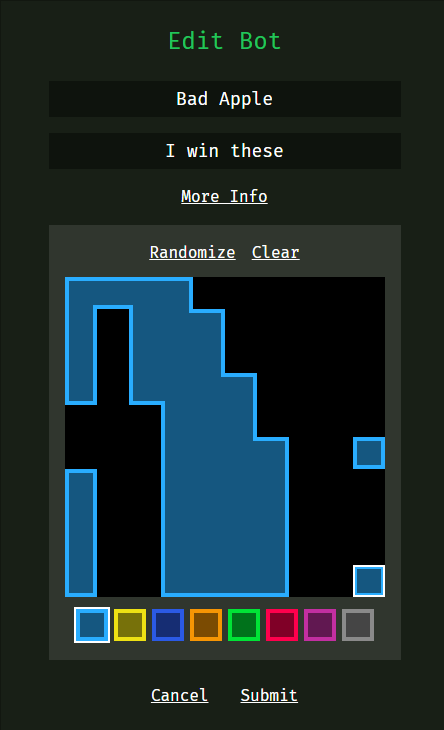 Edit Bot
Bad Apple
I win these
More Info
Randomize Clear
Cancel Submit